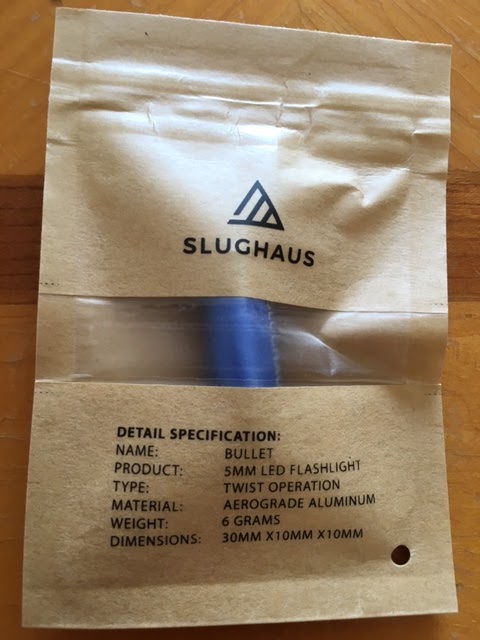 SLUGHAUS
DETAIL SPECIFICATION:
NAME: BULLET
PRODUCT: 5MM LED FLASHLIGHT
TYPE: TWIST OPERATION
MATERIAL: AEROGRADE ALUMINUM
WEIGHT: 6 GRAMS
DIMENSIONS: 30MM X10MM X10MM